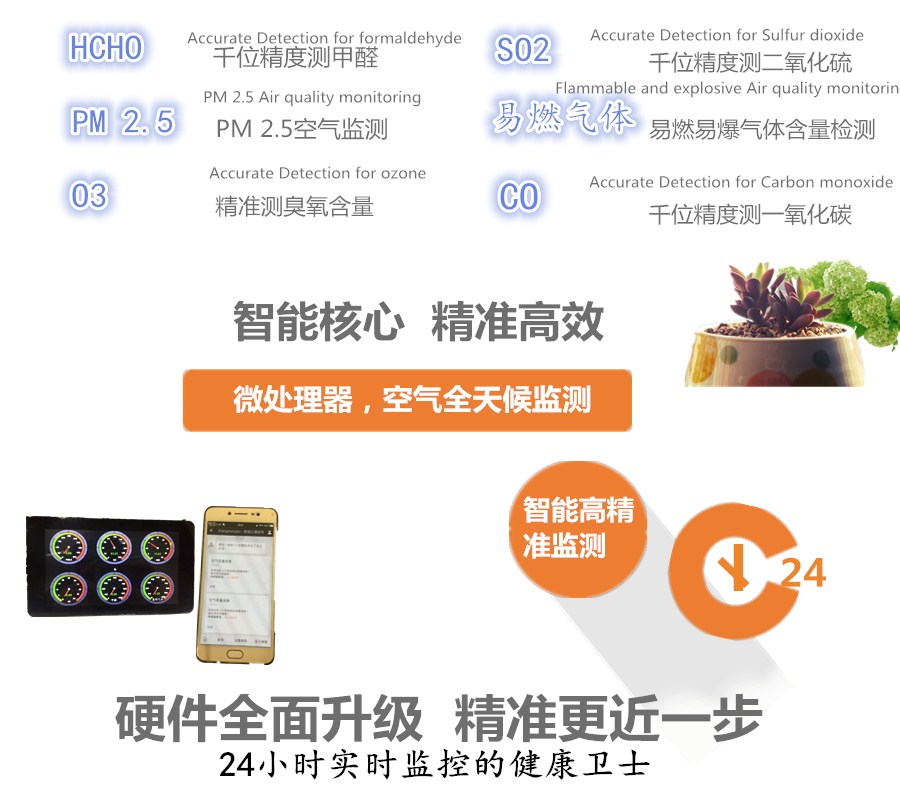 HCHO
Accurate Detection for formaldehyde
千位精度测甲醛
SO2
Accurate Detection for Sulfur dioxide
千位精度测二氧化硫
PM 2.5
PM 2.5 Air quality monitoring
PM 2.5空气监测
易燃气体
Flammable and explosive Air quality monitorin
易燃易爆气体含量检测
O3
Accurate Detection for ozone
精准测臭氧含量
CO
Accurate Detection for Carbon monoxide
千位精度测一氧化碳
智能核心 精准高效
微处理器，空气全天候监测
智能高精
准监测
24
硬件全面升级 精准更近一步
24小时实时监控的健康卫士